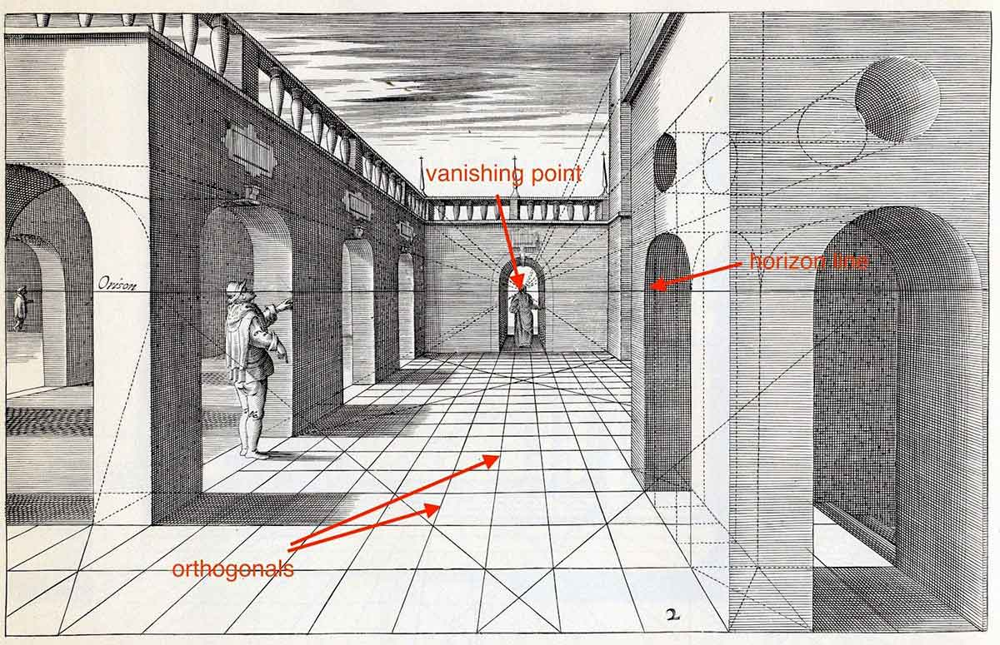 vanishing point
horizon line
Orison
orthogonals
2